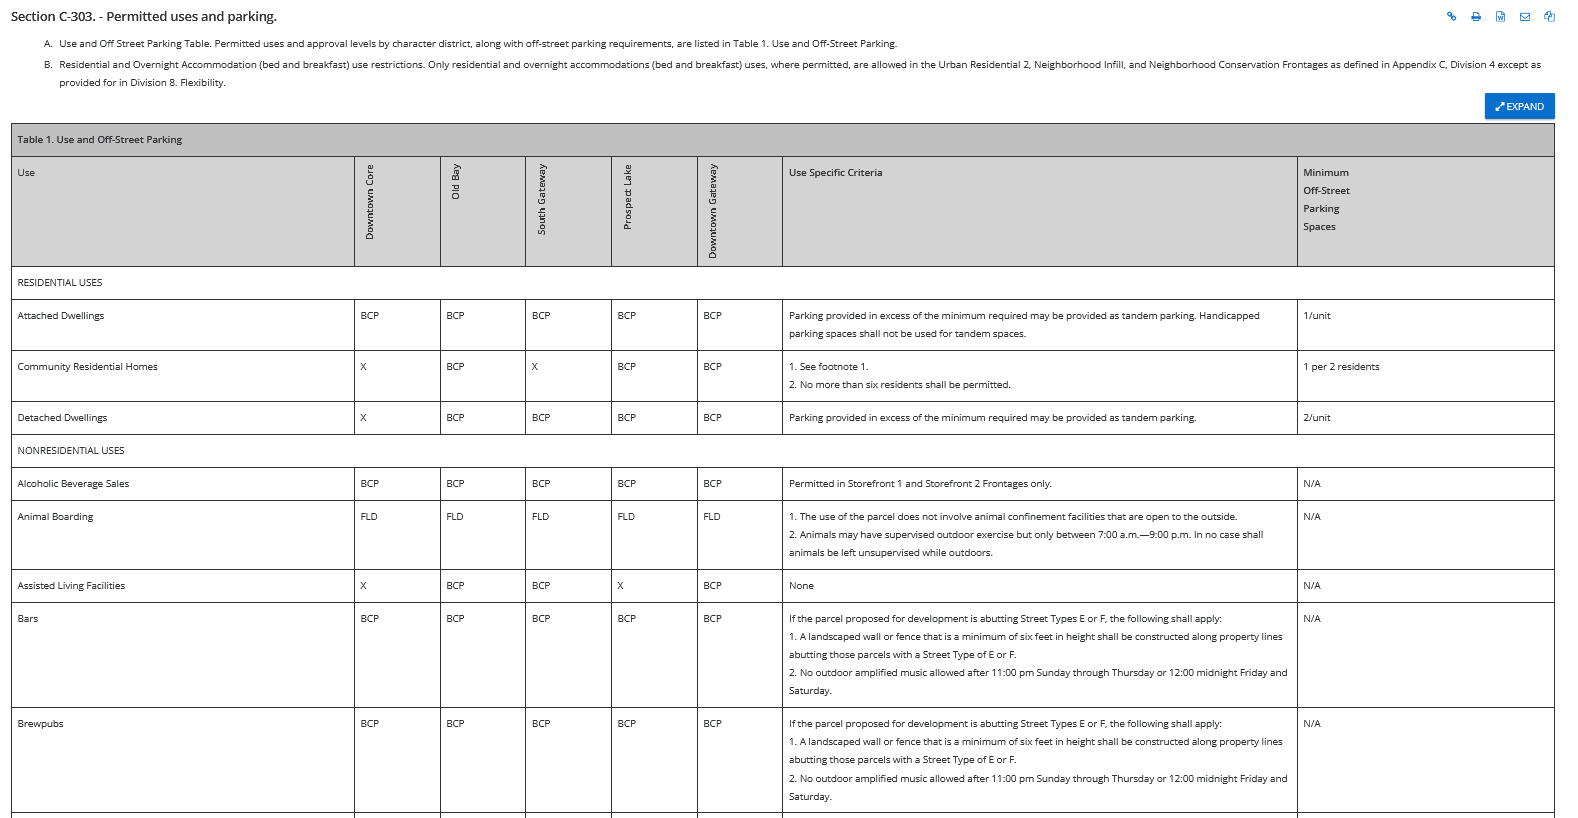 Section C-303. - Permitted uses and parking.
A. Use and Off Street Parking Table. Permitted uses and approval levels by character district, along with off-street parking requirements, are listed in Table 1. Use and Off-Street Parking.
B. Residential and Overnight Accommodation (bed and breakfast) use restrictions. Only residential and overnight accommodations (bed and breakfast) uses, where permitted, are allowed in the Urban Residential 2, Neighborhood Infill, and Neighborhood Conservation Frontages as defined in Appendix C, Division 4 except as
provided for in Division 8. Flexibility.
EXPAND
Table 1. Use and Off-Street Parking
Use
Downtown Core
Old Bay
South Gateway
Prospect Lake
Downtown Gateway
Use Specific Criteria
Minimum
Off-Street
Parking
Spaces
RESIDENTIAL USES
Attached Dwellings BCP BCP BCP BCP BCP Parking provided in excess of the minimum required may be provided as tandem parking. Handicapped 1/unit
parking spaces shall not be used for tandem spaces.
Community Residential Homes X BCP X BCP BCP 1. See footnote 1. 1 per 2 residents
2. No more than six residents shall be permitted.
Detached Dwellings X BCP BCP BCP BCP Parking provided in excess of the minimum required may be provided as tandem parking. 2/unit
NONRESIDENTIAL USES
Alcoholic Beverage Sales BCP BCP BCP BCP BCP Permitted in Storefront 1 and Storefront 2 Frontages only. N/A
Animal Boarding FLD FLD FLD FLD FLD 1. The use of the parcel does not involve animal confinement facilities that are open to the outside. N/A
2. Animals may have supervised outdoor exercise but only between 7:00 a.m.—9:00 p.m. In no case shall
animals be left unsupervised while outdoors.
Assisted Living Facilities X BCP BCP X BCP None N/A
Bars BCP BCP BCP BCP BCP If the parcel proposed for development is abutting Street Types E or F, the following shall apply: N/A
1. A landscaped wall or fence that is a minimum of six feet in height shall be constructed along property lines
abutting those parcels with a Street Type of E or F.
2. No outdoor amplified music allowed after 11:00 pm Sunday through Thursday or 12:00 midnight Friday and
Saturday.
Brewpubs BCP BCP BCP BCP BCP If the parcel proposed for development is abutting Street Types E or F, the following shall apply: N/A
1. A landscaped wall or fence that is a minimum of six feet in height shall be constructed along property lines
abutting those parcels with a Street Type of E or F.
2. No outdoor amplified music allowed after 11:00 pm Sunday through Thursday or 12:00 midnight Friday and
Saturday.